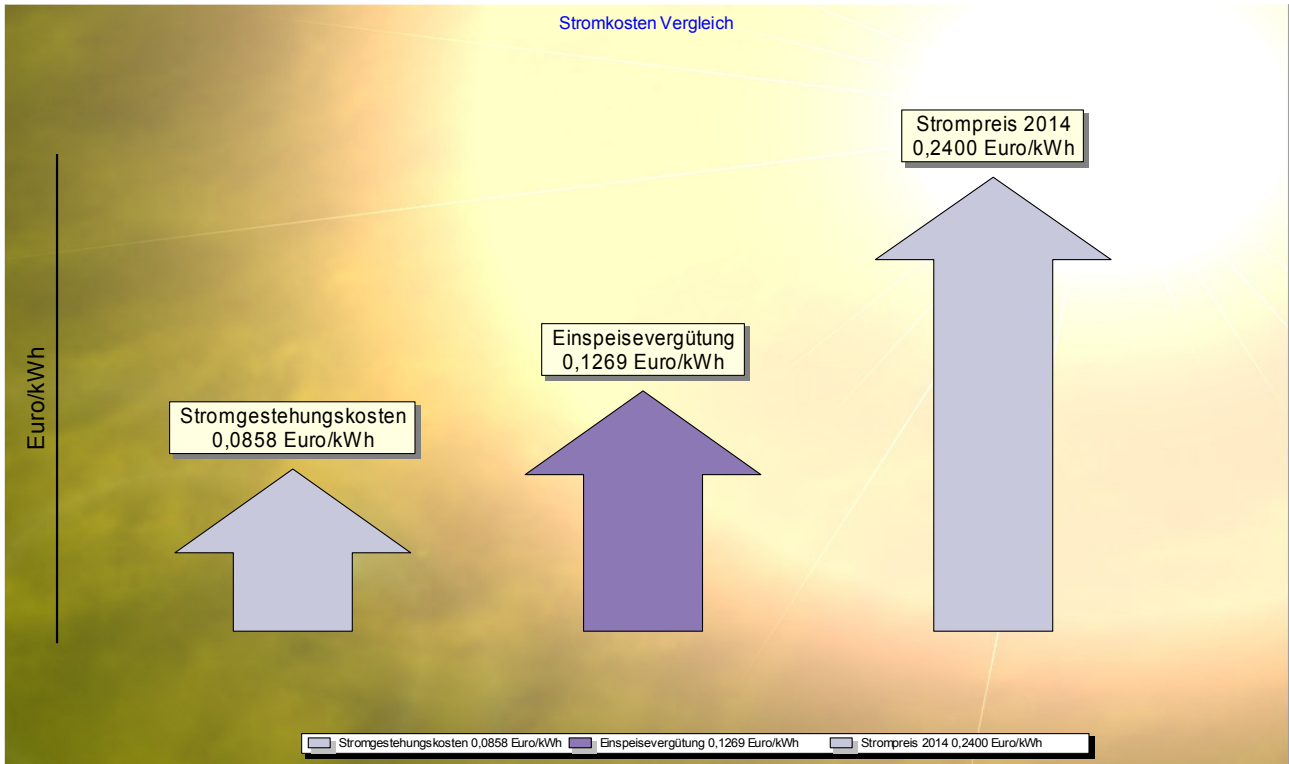 Stromkosten Vergleich
Strompreis 2014
0,2400 Euro/kWh
Einspeisevergütung
0,1269 Euro/kWh
Stromgestehungskosten
0,0858 Euro/kWh
Euro/kWh
Stromgestehungskosten 0,0858 Euro/kWh
Einspeisevergütung 0,1269 Euro/kWh
Strompreis 2014 0,2400 Euro/kWh